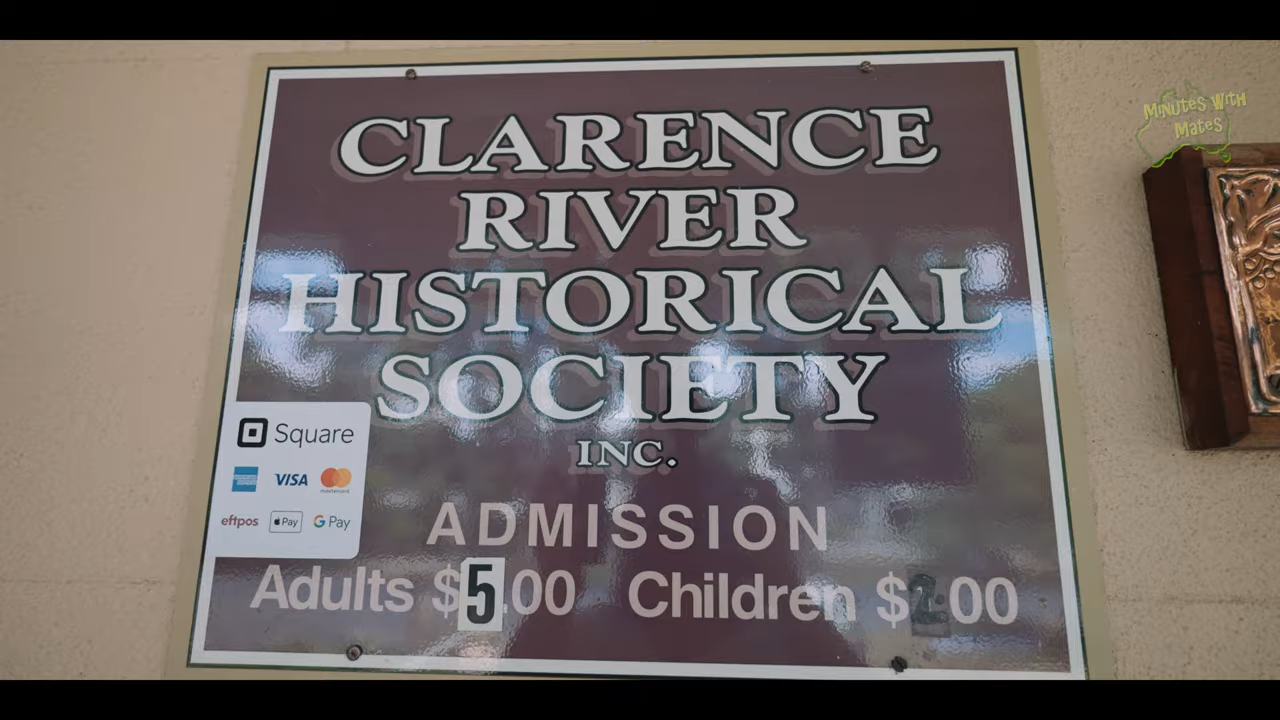 CLARENCE
RIVER
HISTORICAL
SOCIETY
INC.
ADMISSION
Adults $5.00 Children $2.00
Square
VISA
mastercard
eftpos Pay G Pay
Minutes With
Mates